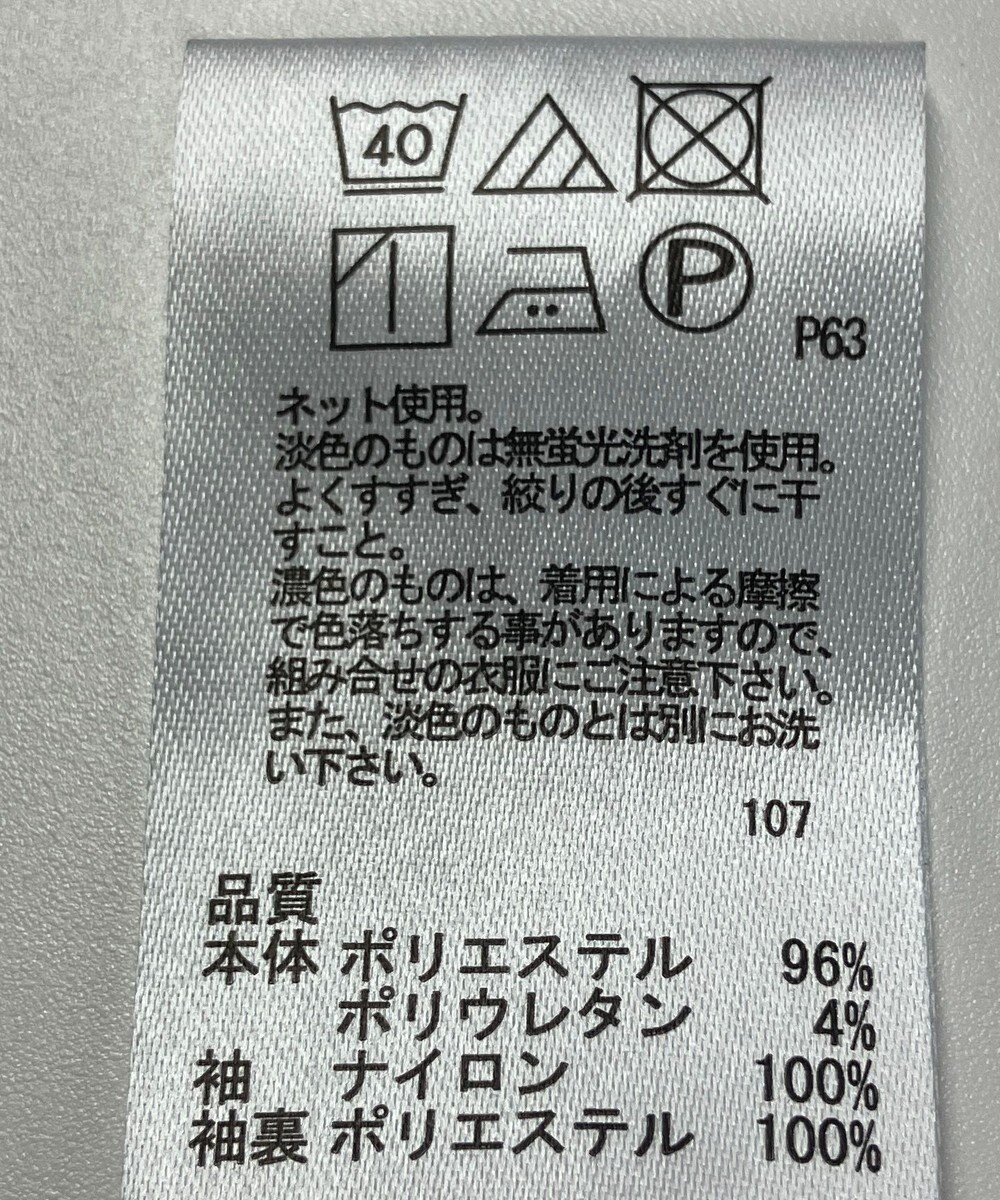 40
P
P63
ネット使用。
淡色のものは無蛍光洗剤を使用。
よくすすぎ、絞りの後すぐに干
すこと。
濃色のものは、着用による摩擦
で色落ちする事がありますので、
組み合せの衣服にご注意下さい。
また、淡色のものとは別にお洗
い下さい。
107
品質
本体 ポリエステル 96%
ポリウレタン 4%
袖 ナイロン 100%
袖裏 ポリエステル 100%